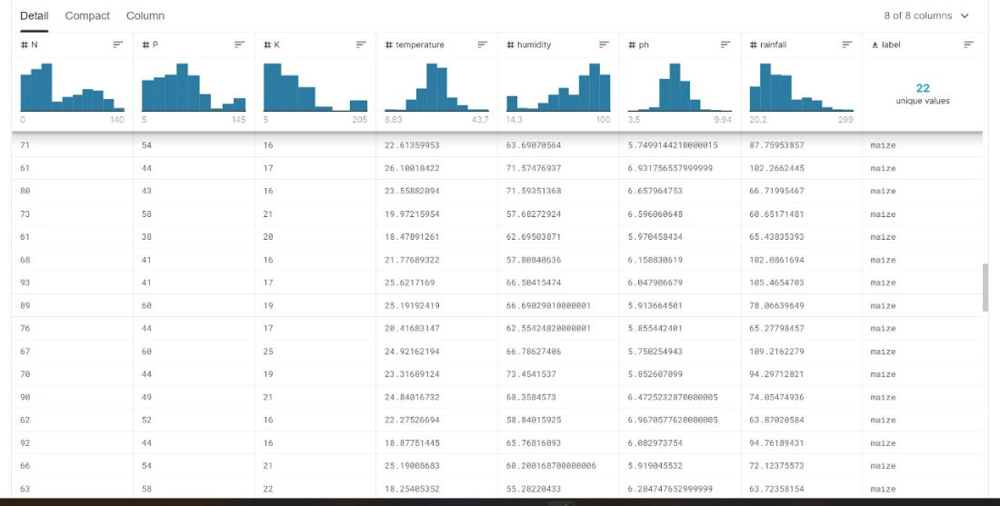 Detail Compact Column 8 of 8 columns
# N # P # K # temperature # humidity # ph # rainfall A label
22
unique values
0 140 5 145 5 205 8.83 43.7 14.3 100 3.5 9.94 20.2 299
71 54 16 22.61359953 63.69070564 5.7499144210000015 87.75953857 maize
61 44 17 26.10018422 71.57476937 6.931756557999999 102.2662445 maize
80 43 16 23.55882094 71.59351368 6.657964753 66.71995467 maize
73 58 21 19.97215954 57.68272924 6.596060648 60.65171481 maize
61 38 20 18.47891261 62.69503871 5.970458434 65.43835393 maize
68 41 16 21.77689322 57.80840636 6.158830619 102.0861694 maize
93 41 17 25.6217169 66.50415474 6.047906679 105.4654703 maize
89 60 19 25.19192419 66.69029010000001 5.913664501 78.06639649 maize
76 44 17 20.41683147 62.55424820000001 5.855442401 65.27798457 maize
67 60 25 24.92162194 66.78627406 5.750254943 109.2162279 maize
70 44 19 23.31689124 73.4541537 5.852607099 94.29712821 maize
90 49 21 24.84016732 68.3584573 6.4725232870000005 74.05474936 maize
62 52 16 22.27526694 58.84015925 6.9670577620000005 63.87020584 maize
92 44 16 18.87751445 65.76816093 6.082973754 94.76189431 maize
66 54 21 25.19008683 60.200168700000006 5.919045532 72.12375573 maize
63 58 22 18.25405352 55.28220433 6.204747652999999 63.72358154 maize